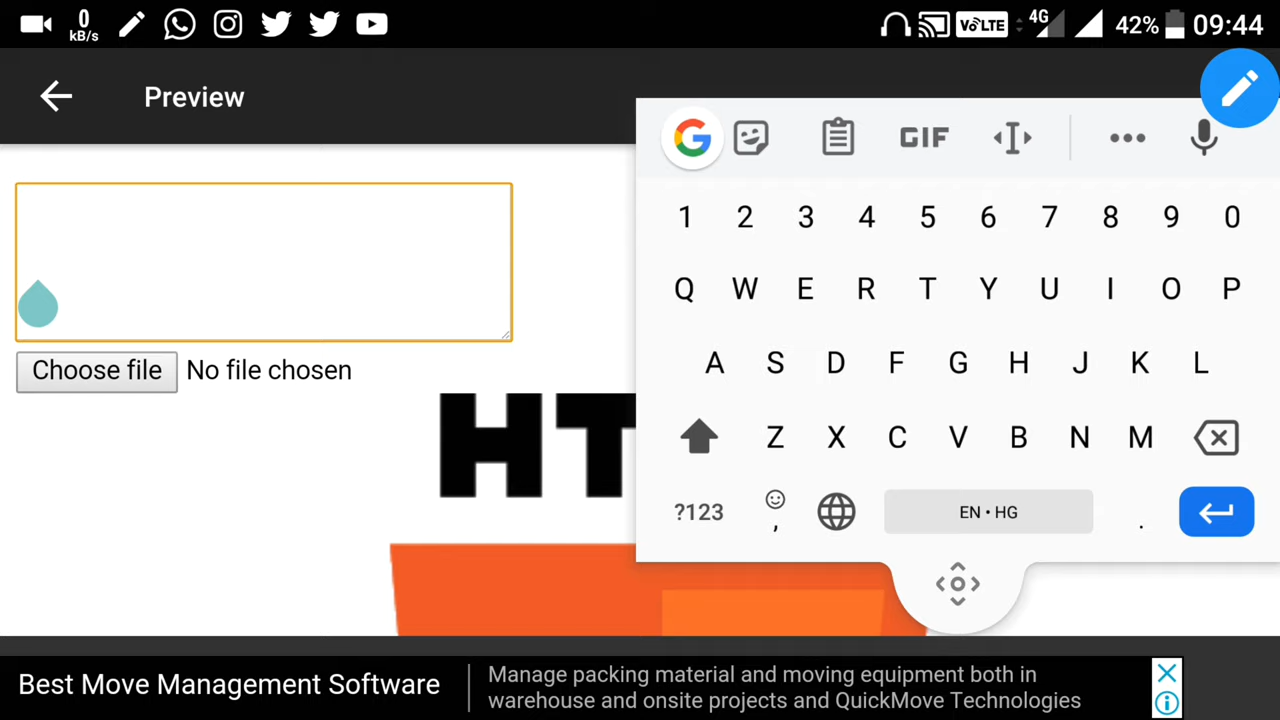 0
kB/s
VoLTE
4G
42%
09:44
Preview
GIF
1 2 3 4 5 6 7 8 9 0
Q W E R T Y U I O P
A S D F G H J K L
Z X C V B N M
?123 , EN • HG .
Choose file No file chosen
HT
Best Move Management Software
Manage packing material and moving equipment both in
warehouse and onsite projects and QuickMove Technologies